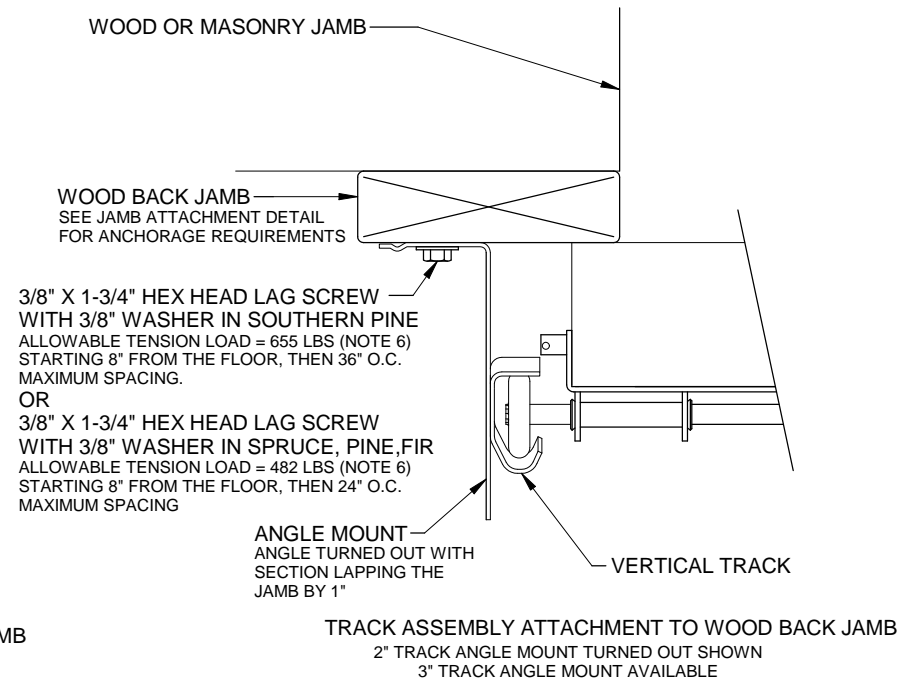 WOOD OR MASONRY JAMB
WOOD BACK JAMB
SEE JAMB ATTACHMENT DETAIL
FOR ANCHORAGE REQUIREMENTS
3/8" X 1-3/4" HEX HEAD LAG SCREW
WITH 3/8" WASHER IN SOUTHERN PINE
ALLOWABLE TENSION LOAD = 655 LBS (NOTE 6)
STARTING 8" FROM THE FLOOR, THEN 36" O.C.
MAXIMUM SPACING.
OR
3/8" X 1-3/4" HEX HEAD LAG SCREW
WITH 3/8" WASHER IN SPRUCE, PINE,FIR
ALLOWABLE TENSION LOAD = 482 LBS (NOTE 6)
STARTING 8" FROM THE FLOOR, THEN 24" O.C.
MAXIMUM SPACING
ANGLE MOUNT
ANGLE TURNED OUT WITH
SECTION LAPPING THE
JAMB BY 1"
VERTICAL TRACK
MB
TRACK ASSEMBLY ATTACHMENT TO WOOD BACK JAMB
2" TRACK ANGLE MOUNT TURNED OUT SHOWN
3" TRACK ANGLE MOUNT AVAILABLE